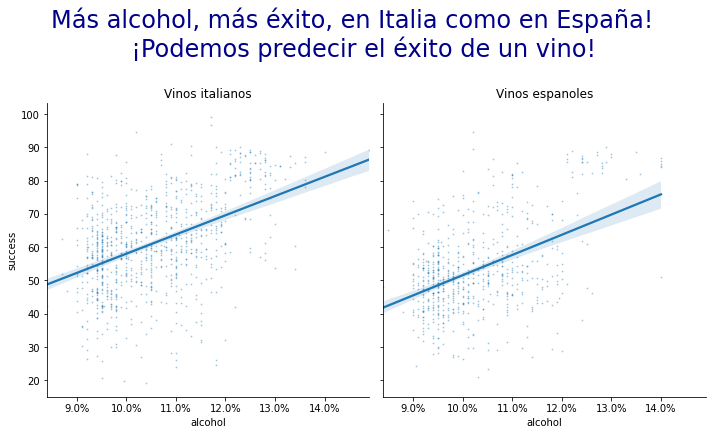 Más alcohol, más éxito, en Italia como en España!
¡Podemos predecir el éxito de un vino!
Vinos italianos
Vinos espanoles
success
100
90
80
70
60
50
40
30
20
9.0% 10.0% 11.0% 12.0% 13.0% 14.0%
9.0% 10.0% 11.0% 12.0% 13.0% 14.0%
alcohol
alcohol